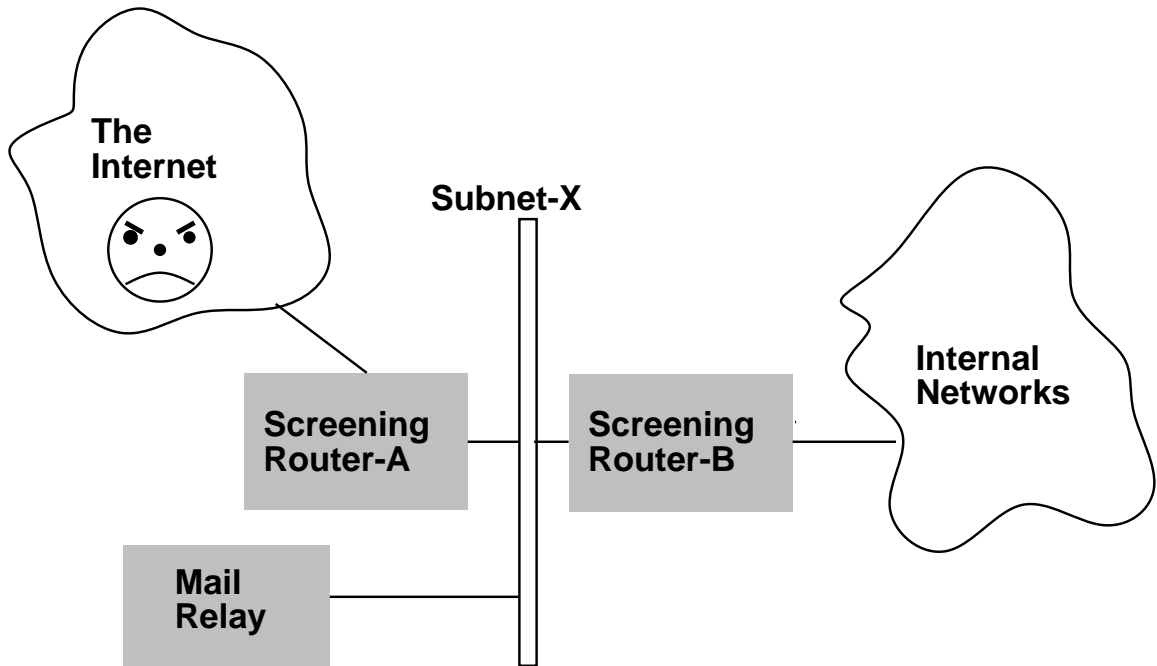 The
Internet
Subnet-X
Screening
Router-A
Screening
Router-B
Internal
Networks
Mail
Relay